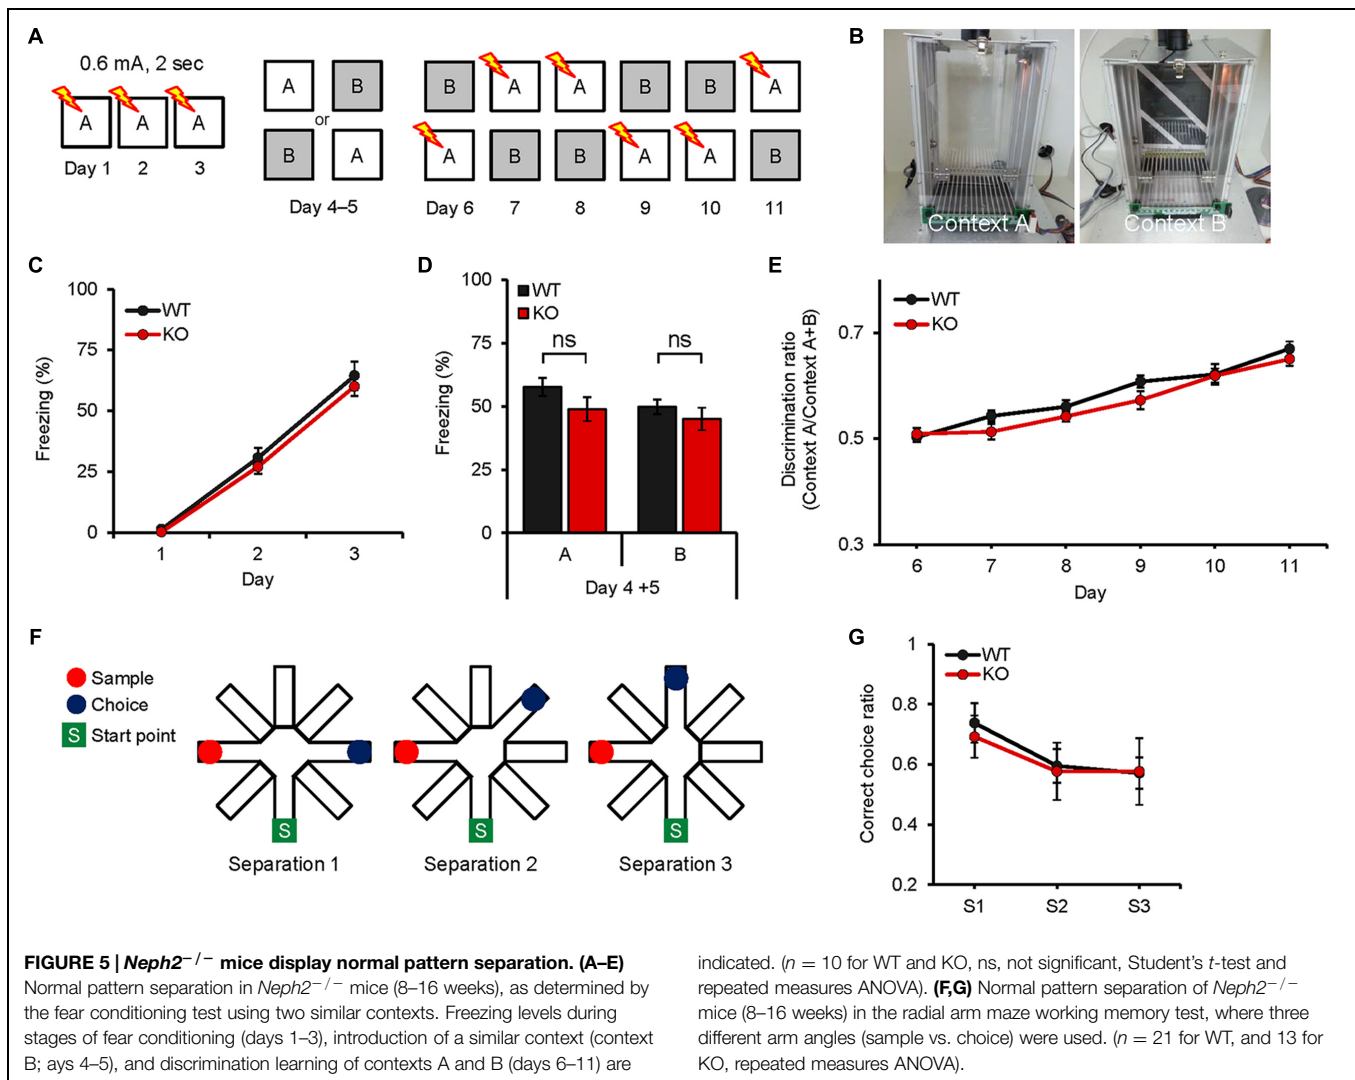 A
0.6 mA, 2 sec
A A A
Day 1 2 3
A B
or
B A
Day 4–5
B A A B B A
A B B A A B
Day 6 7 8 9 10 11
B
Context A
Context B
C
100
75
50
25
0
Freezing (%)
WT
KO
1 2 3
Day
D
100
75
50
25
0
Freezing (%)
WT
KO
ns ns
A B
Day 4 +5
E
0.7
0.5
0.3
Discrimination ratio
(Context A/Context A+B)
WT
KO
6 7 8 9 10 11
Day
F
Sample
Choice
S Start point
S S S
Separation 1 Separation 2 Separation 3
G
1
0.8
0.6
0.4
0.2
Correct choice ratio
WT
KO
S1 S2 S3
FIGURE 5 | Neph2−/− mice display normal pattern separation. (A–E)
Normal pattern separation in Neph2−/− mice (8–16 weeks), as determined by
the fear conditioning test using two similar contexts. Freezing levels during
stages of fear conditioning (days 1–3), introduction of a similar context (context
B; ays 4–5), and discrimination learning of contexts A and B (days 6–11) are
indicated. (n = 10 for WT and KO, ns, not significant, Student's t-test and
repeated measures ANOVA). (F,G) Normal pattern separation of Neph2−/−
mice (8–16 weeks) in the radial arm maze working memory test, where three
different arm angles (sample vs. choice) were used. (n = 21 for WT, and 13 for
KO, repeated measures ANOVA).